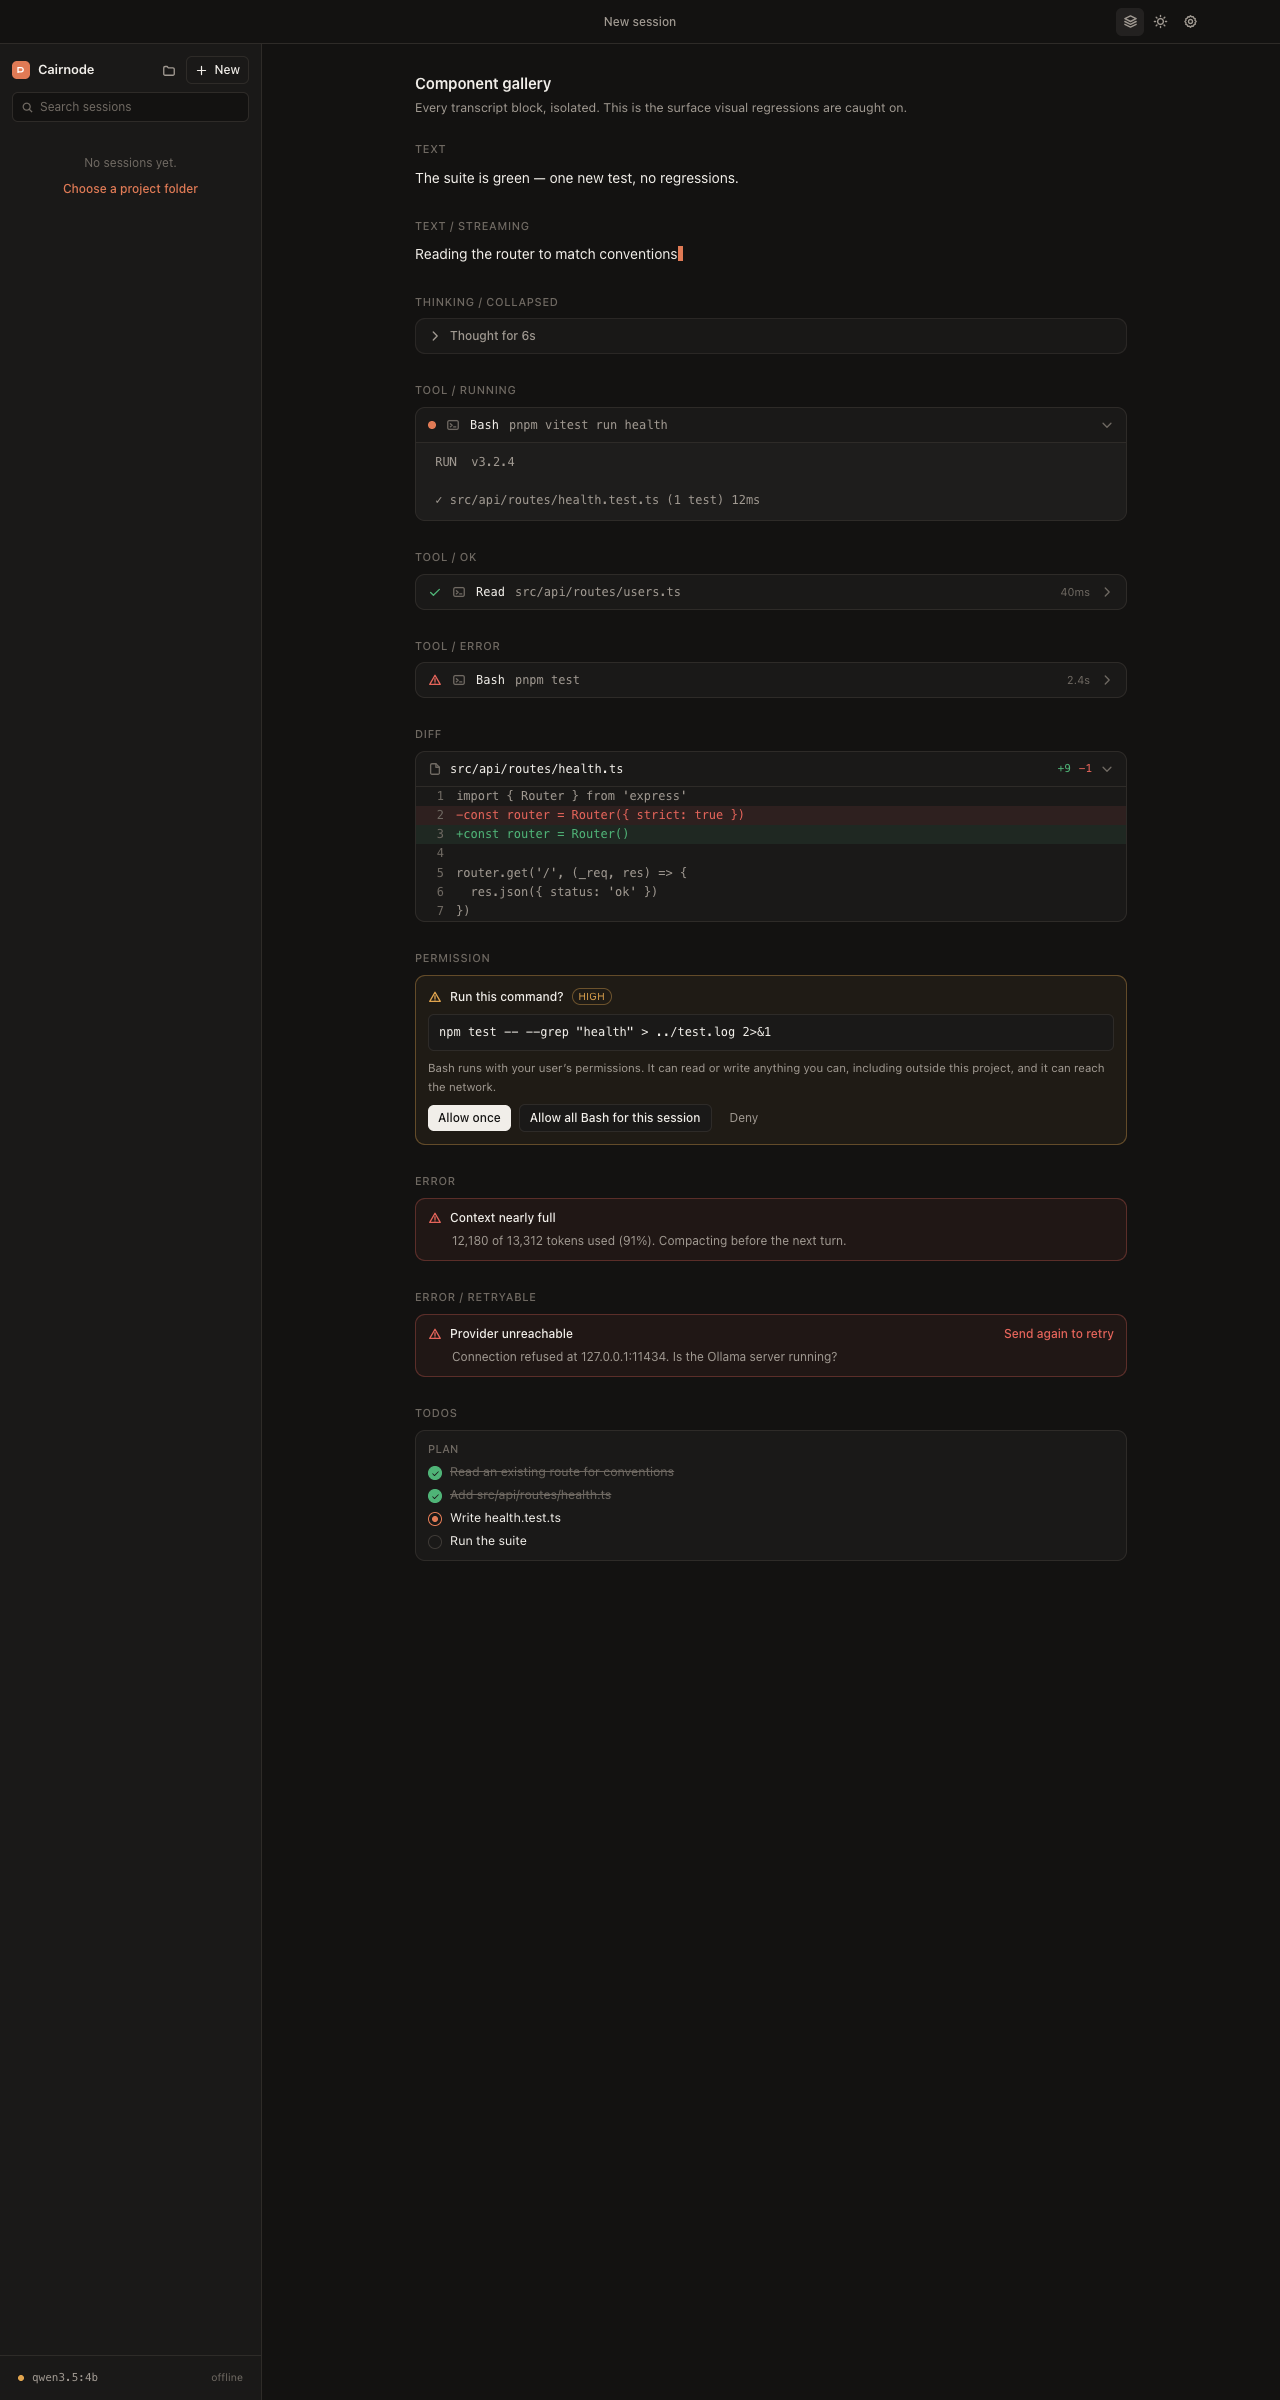 New session
Cairnode
New
Search sessions
No sessions yet.
Choose a project folder
Component gallery
Every transcript block, isolated. This is the surface visual regressions are caught on.
TEXT
The suite is green — one new test, no regressions.
TEXT / STREAMING
Reading the router to match conventions
THINKING / COLLAPSED
Thought for 6s
TOOL / RUNNING
Bash pnpm vitest run health
RUN  v3.2.4
✓ src/api/routes/health.test.ts (1 test) 12ms
TOOL / OK
Read src/api/routes/users.ts 40ms
TOOL / ERROR
Bash pnpm test 2.4s
DIFF
src/api/routes/health.ts +9 −1
1 import { Router } from 'express'
2 −const router = Router({ strict: true })
3 +const router = Router()
4
5 router.get('/', (_req, res) => {
6   res.json({ status: 'ok' })
7 })
PERMISSION
Run this command? HIGH
npm test -- --grep "health" > ../test.log 2>&1
Bash runs with your user's permissions. It can read or write anything you can, including outside this project, and it can reach
the network.
Allow once Allow all Bash for this session Deny
ERROR
Context nearly full
12,180 of 13,312 tokens used (91%). Compacting before the next turn.
ERROR / RETRYABLE
Provider unreachable Send again to retry
Connection refused at 127.0.0.1:11434. Is the Ollama server running?
TODOS
PLAN
Read an existing route for conventions
Add src/api/routes/health.ts
Write health.test.ts
Run the suite
qwen3.5:4b offline